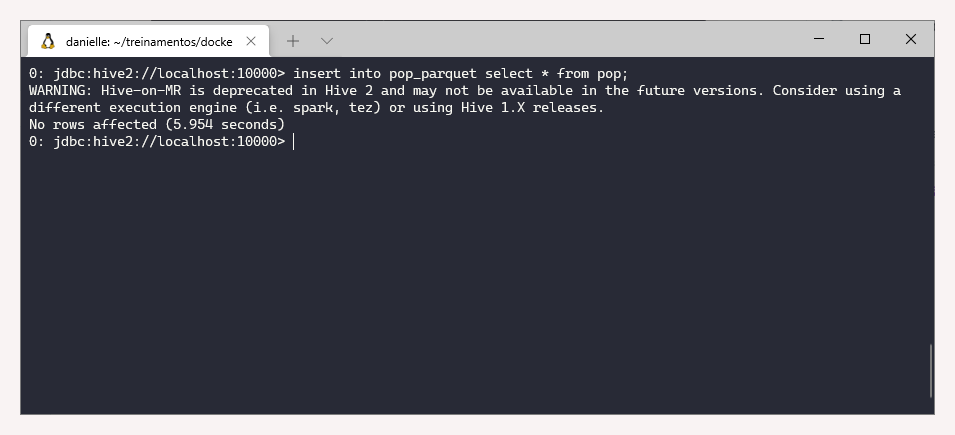 danielle: ~/treinamentos/docke
0: jdbc:hive2://localhost:10000> insert into pop_parquet select * from pop;
WARNING: Hive-on-MR is deprecated in Hive 2 and may not be available in the future versions. Consider using a
different execution engine (i.e. spark, tez) or using Hive 1.X releases.
No rows affected (5.954 seconds)
0: jdbc:hive2://localhost:10000>